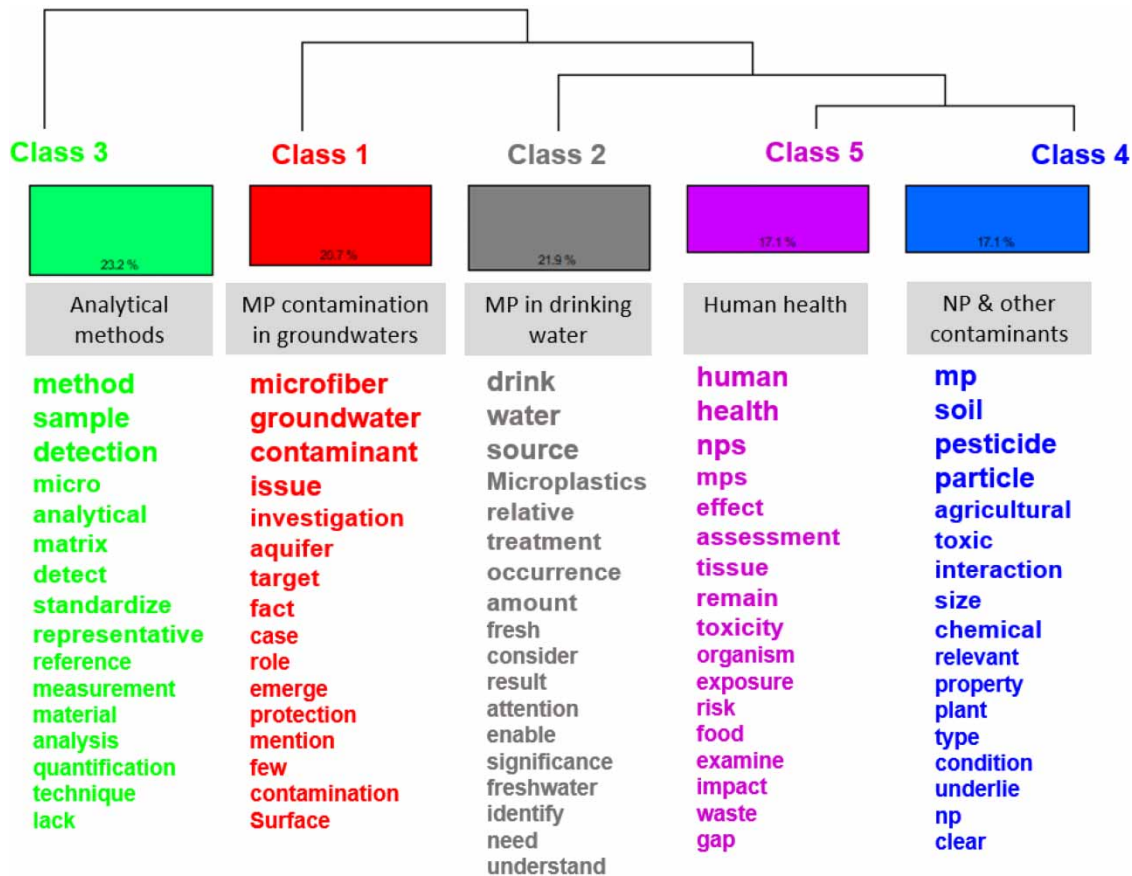 Class 3
Class 1
Class 2
Class 5
Class 4
23.2 %
20.7 %
21.9 %
17.1 %
17.1 %
Analytical
methods
MP contamination
in groundwaters
MP in drinking
water
Human health
NP & other
contaminants
method
sample
detection
micro
analytical
matrix
detect
standardize
representative
reference
measurement
material
analysis
quantification
technique
lack
microfiber
groundwater
contaminant
issue
investigation
aquifer
target
fact
case
role
emerge
protection
mention
few
contamination
Surface
drink
water
source
Microplastics
relative
treatment
occurrence
amount
fresh
consider
result
attention
enable
significance
freshwater
identify
need
understand
human
health
nps
mps
effect
assessment
tissue
remain
toxicity
organism
exposure
risk
food
examine
impact
waste
gap
mp
soil
pesticide
particle
agricultural
toxic
interaction
size
chemical
relevant
property
plant
type
condition
underlie
np
clear